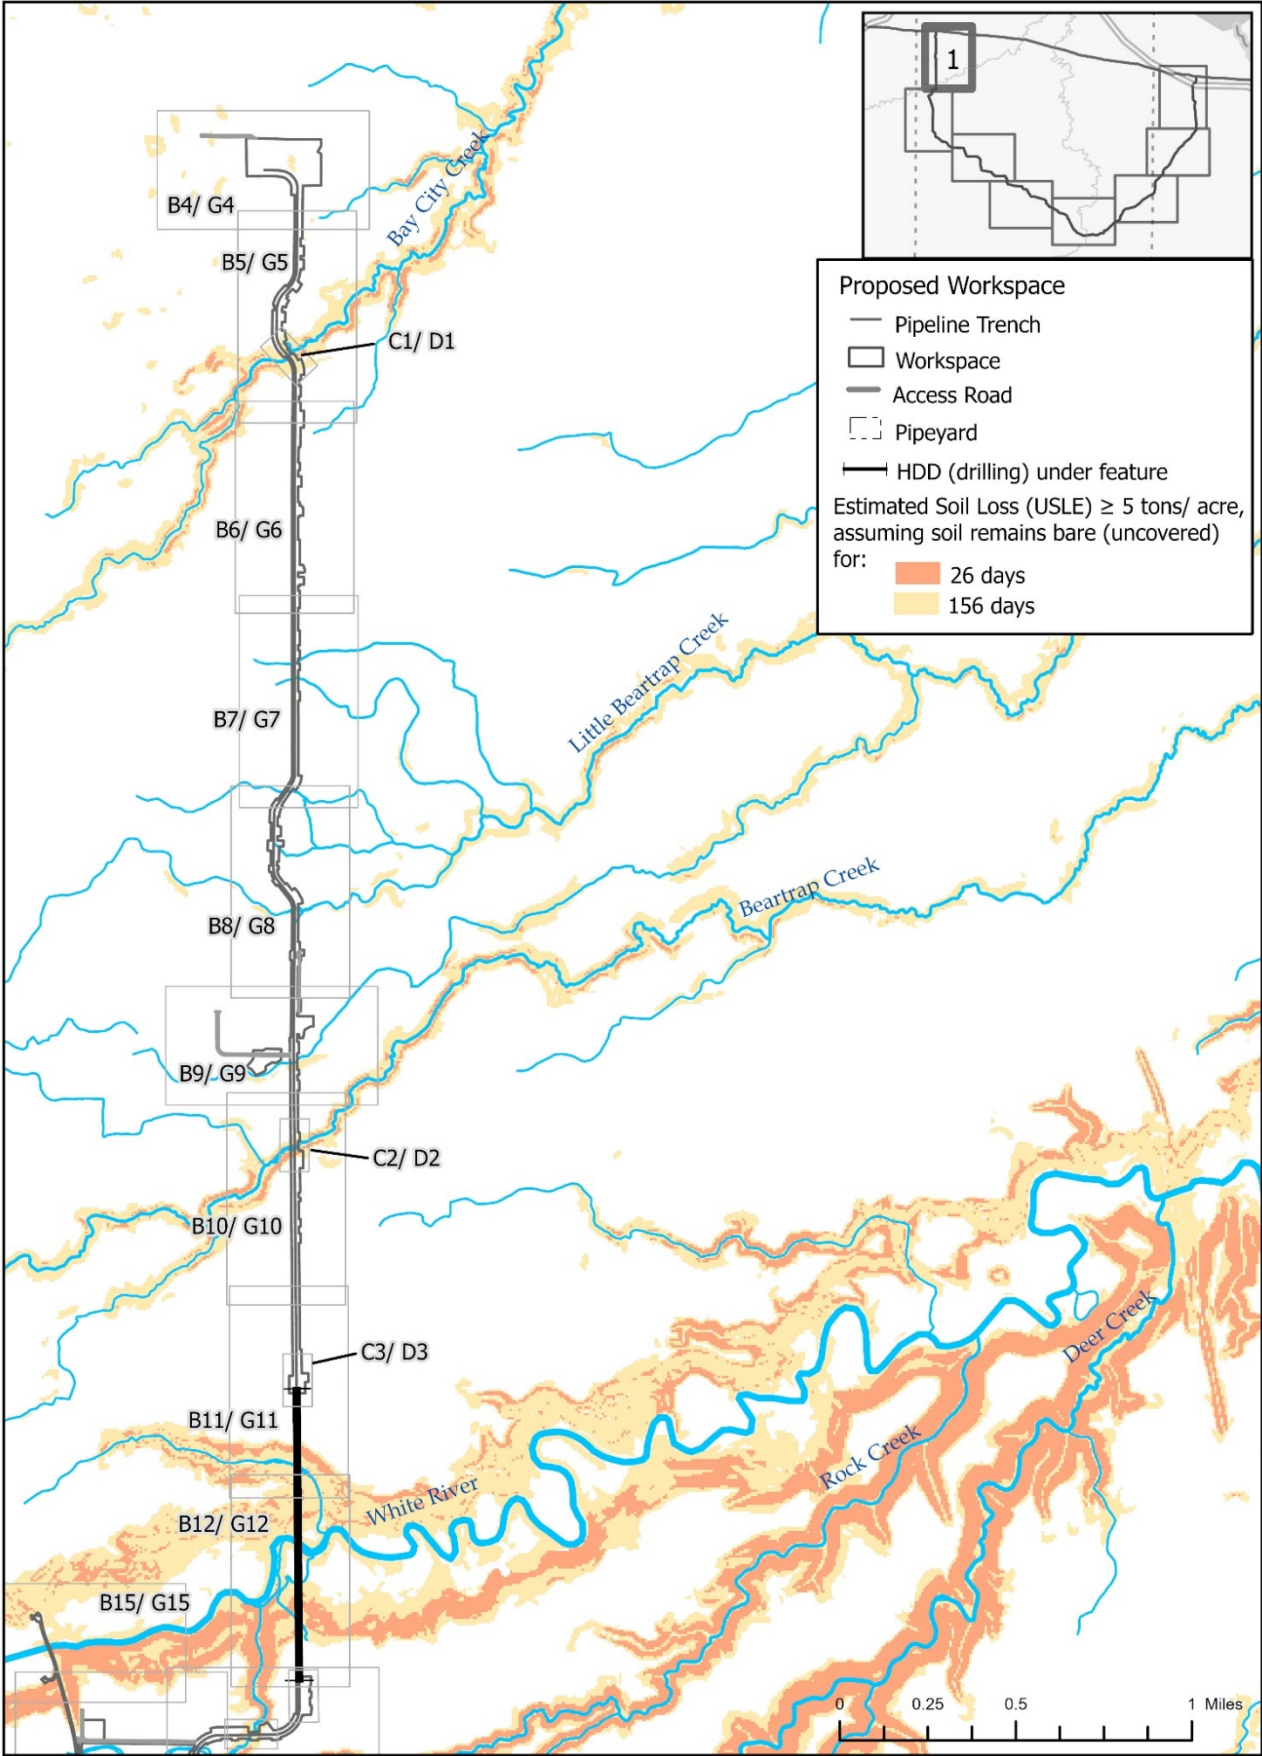 1
Bay City Creek
B4/ G4
B5/ G5
C1/ D1
Proposed Workspace
Pipeline Trench
Workspace
Access Road
Pipeyard
HDD (drilling) under feature
Estimated Soil Loss (USLE) ≥ 5 tons/ acre,
assuming soil remains bare (uncovered)
for:
26 days
156 days
B6/ G6
Little Beartrap Creek
B7/ G7
Beartrap Creek
B8/ G8
B9/ G9
C2/ D2
B10/ G10
Deer Creek
C3/ D3
B11/ G11
Rock Creek
White River
B12/ G12
B15/ G15
0 0.25 0.5 1 Miles